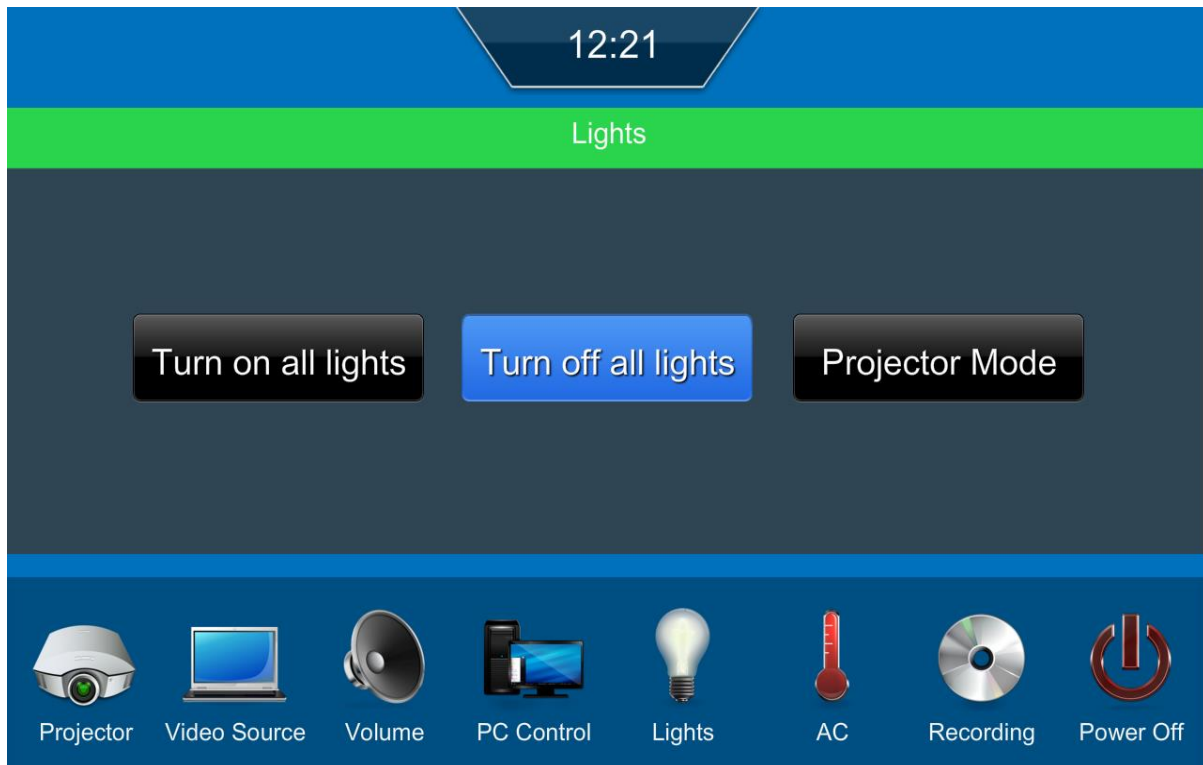 12:21
Lights
Turn on all lights
Turn off all lights
Projector Mode
Projector
Video Source
Volume
PC Control
Lights
AC
Recording
Power Off